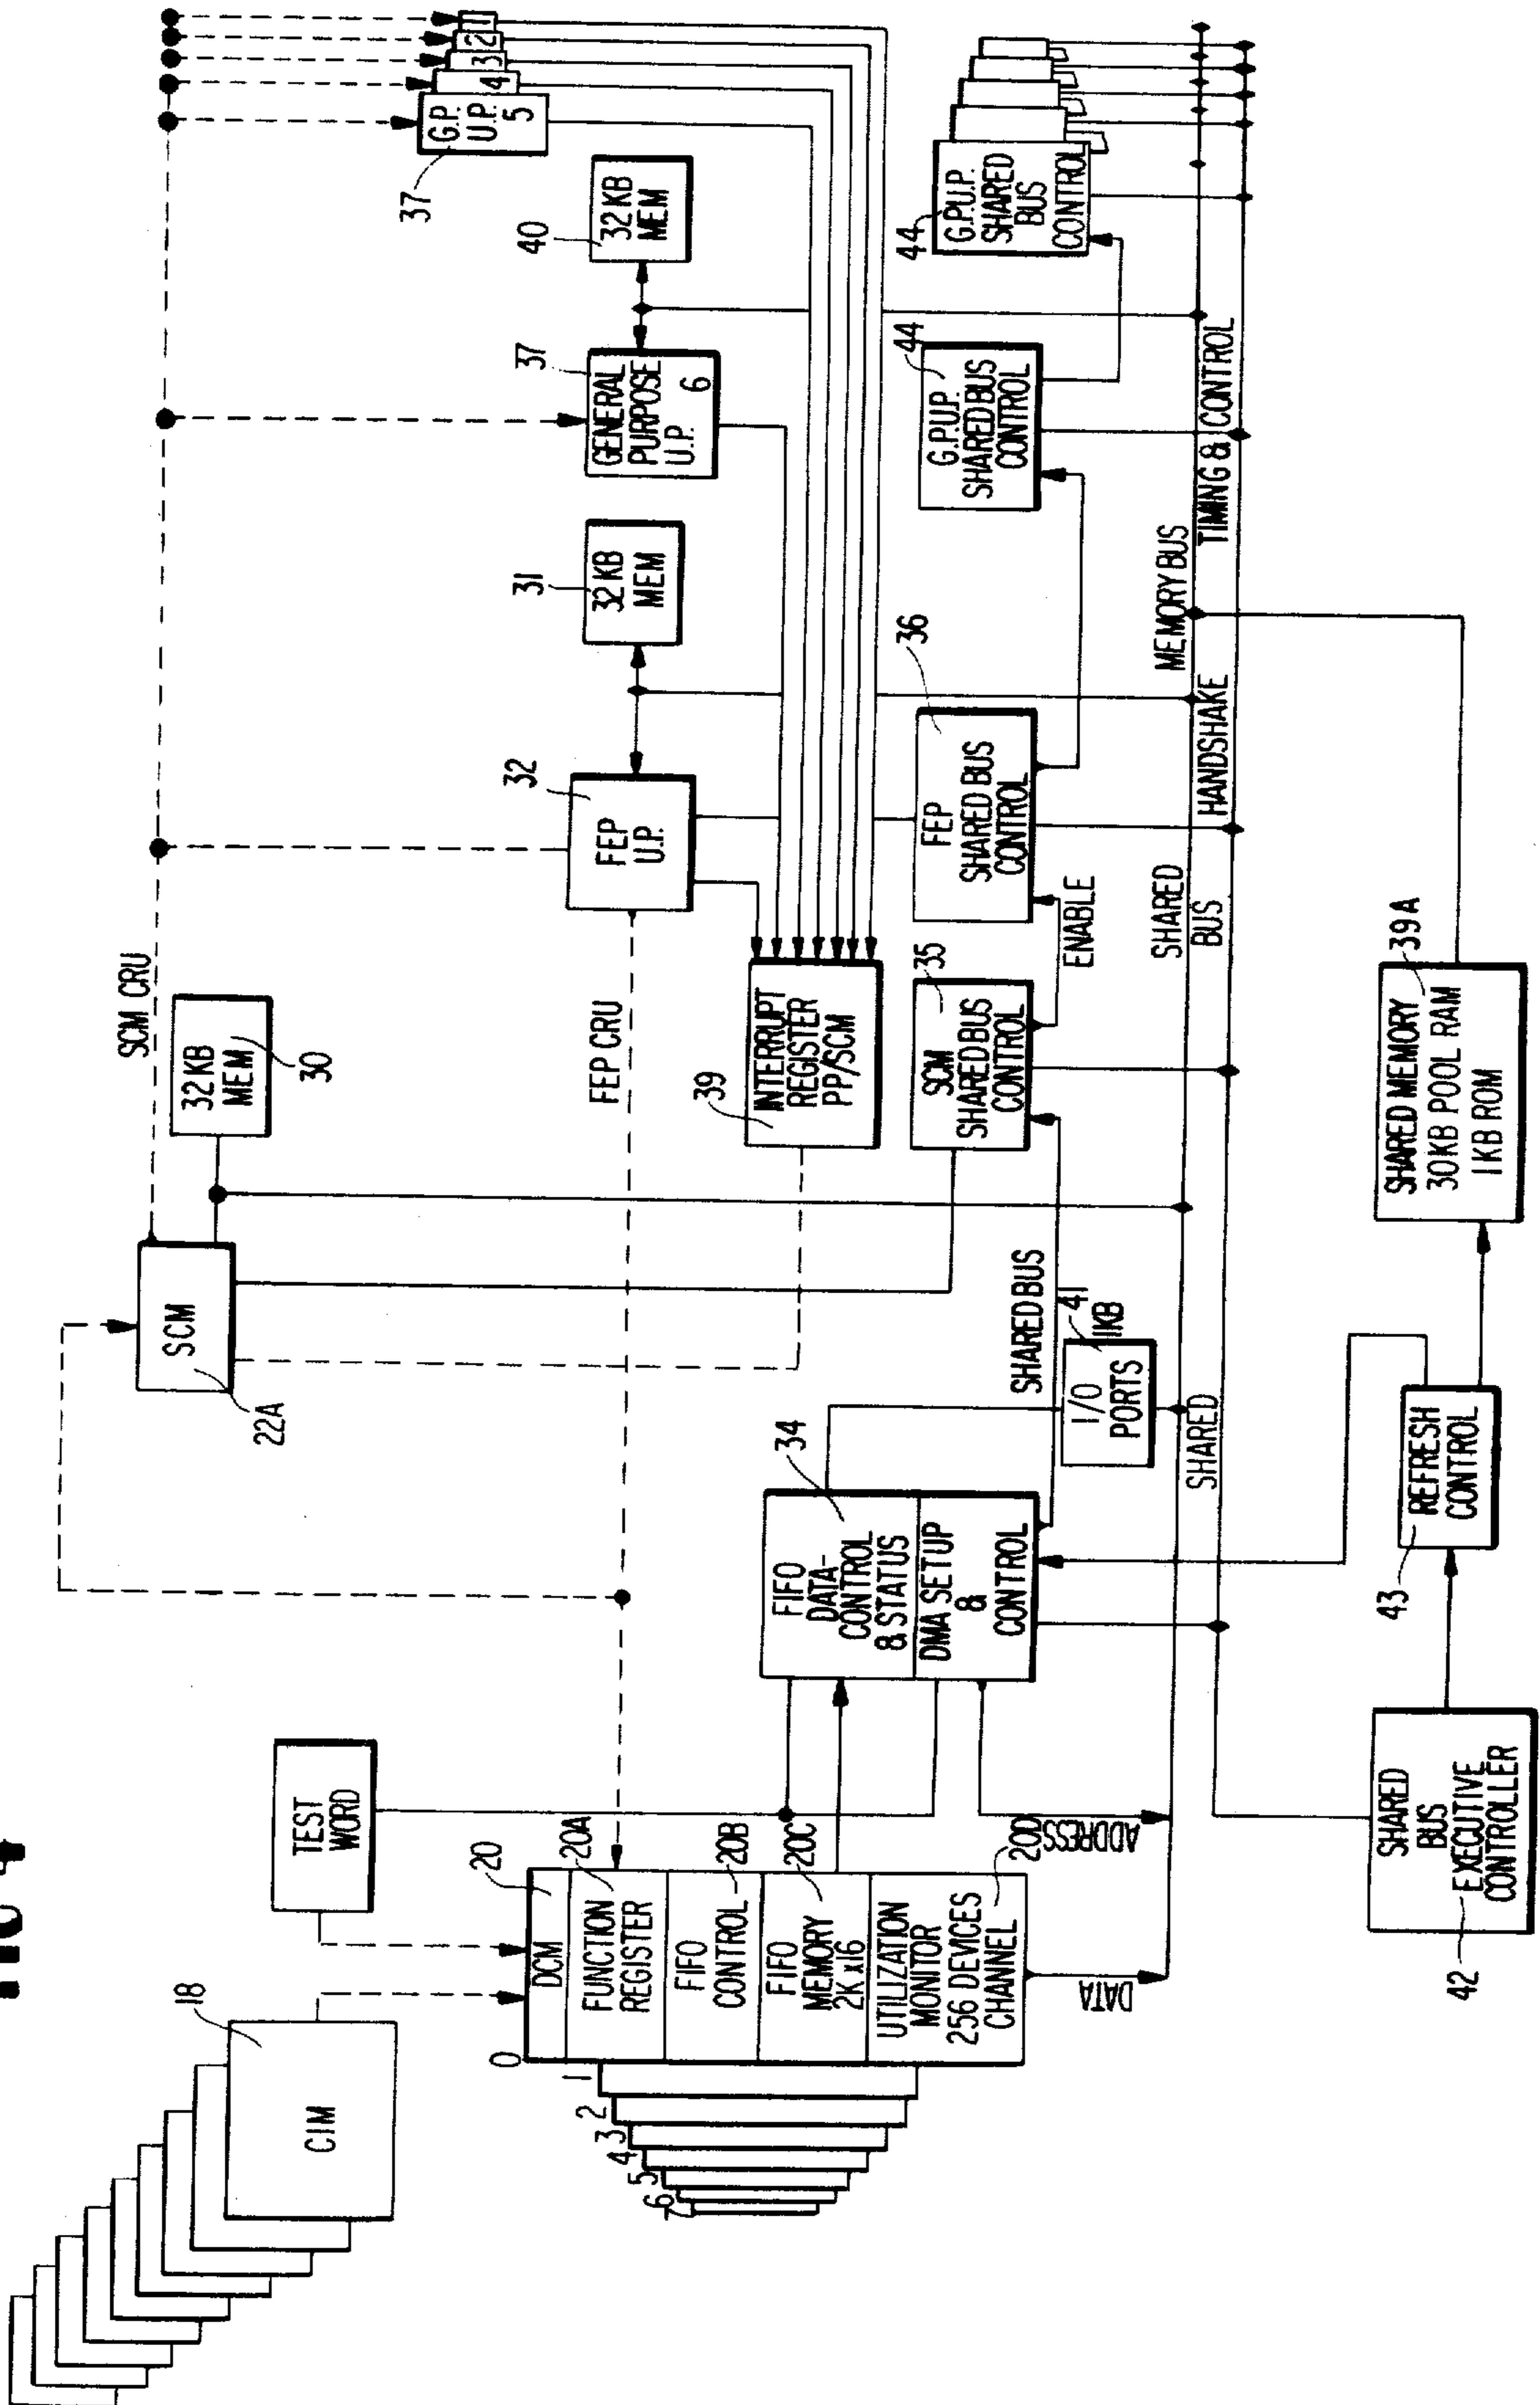 18
CIM
TEST
WORD
0
1
2
3
4
5
6
7
20
DCM
20A
FUNCTION
REGISTER
20B
FIFO
CONTROL
20C
FIFO
MEMORY
2K x16
UTILIZATION
MONITOR
256 DEVICES
CHANNEL
20D
DATA
ADDRESS
34
FIFO
DATA-
CONTROL
& STATUS
DMA SETUP
&
CONTROL
SCM
22A
SCM CRU
32KB
MEM
30
FEP CRU
39
INTERRUPT
REGISTER
PP/SCM
32
FEP
U.P.
31
32KB
MEM
37
GENERAL
PURPOSE
U.P. 6
40
32KB
MEM
37
G.P.
U.P.
5
4
3
2
1
SHARED BUS
41
1KB
I/O
PORTS
35
SCM
SHARED BUS
CONTROL
ENABLE
36
FEP
SHARED BUS
CONTROL
44
G.P.U.P.
SHARED BUS
CONTROL
44
G.P.U.P.
SHARED
BUS
CONTROL
SHARED
MEMORY BUS
SHARED
BUS
HANDSHAKE
TIMING & CONTROL
42
SHARED
BUS
EXECUTIVE
CONTROLLER
43
REFRESH
CONTROL
39A
SHARED MEMORY
30KB POOL RAM
1KB ROM